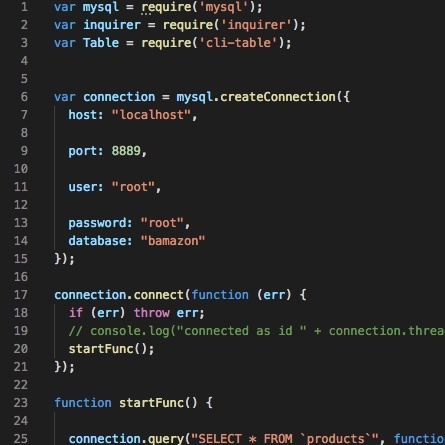 1 var mysql = require('mysql');
2 var inquirer = require('inquirer');
3 var Table = require('cli-table');
4
5
6 var connection = mysql.createConnection({
7 host: "localhost",
8
9 port: 8889,
10
11 user: "root",
12
13 password: "root",
14 database: "bamazon"
15 });
16
17 connection.connect(function (err) {
18 if (err) throw err;
19 // console.log("connected as id " + connection.threa
20 startFunc();
21 });
22
23 function startFunc() {
24
25 connection.query("SELECT * FROM `products`", functio